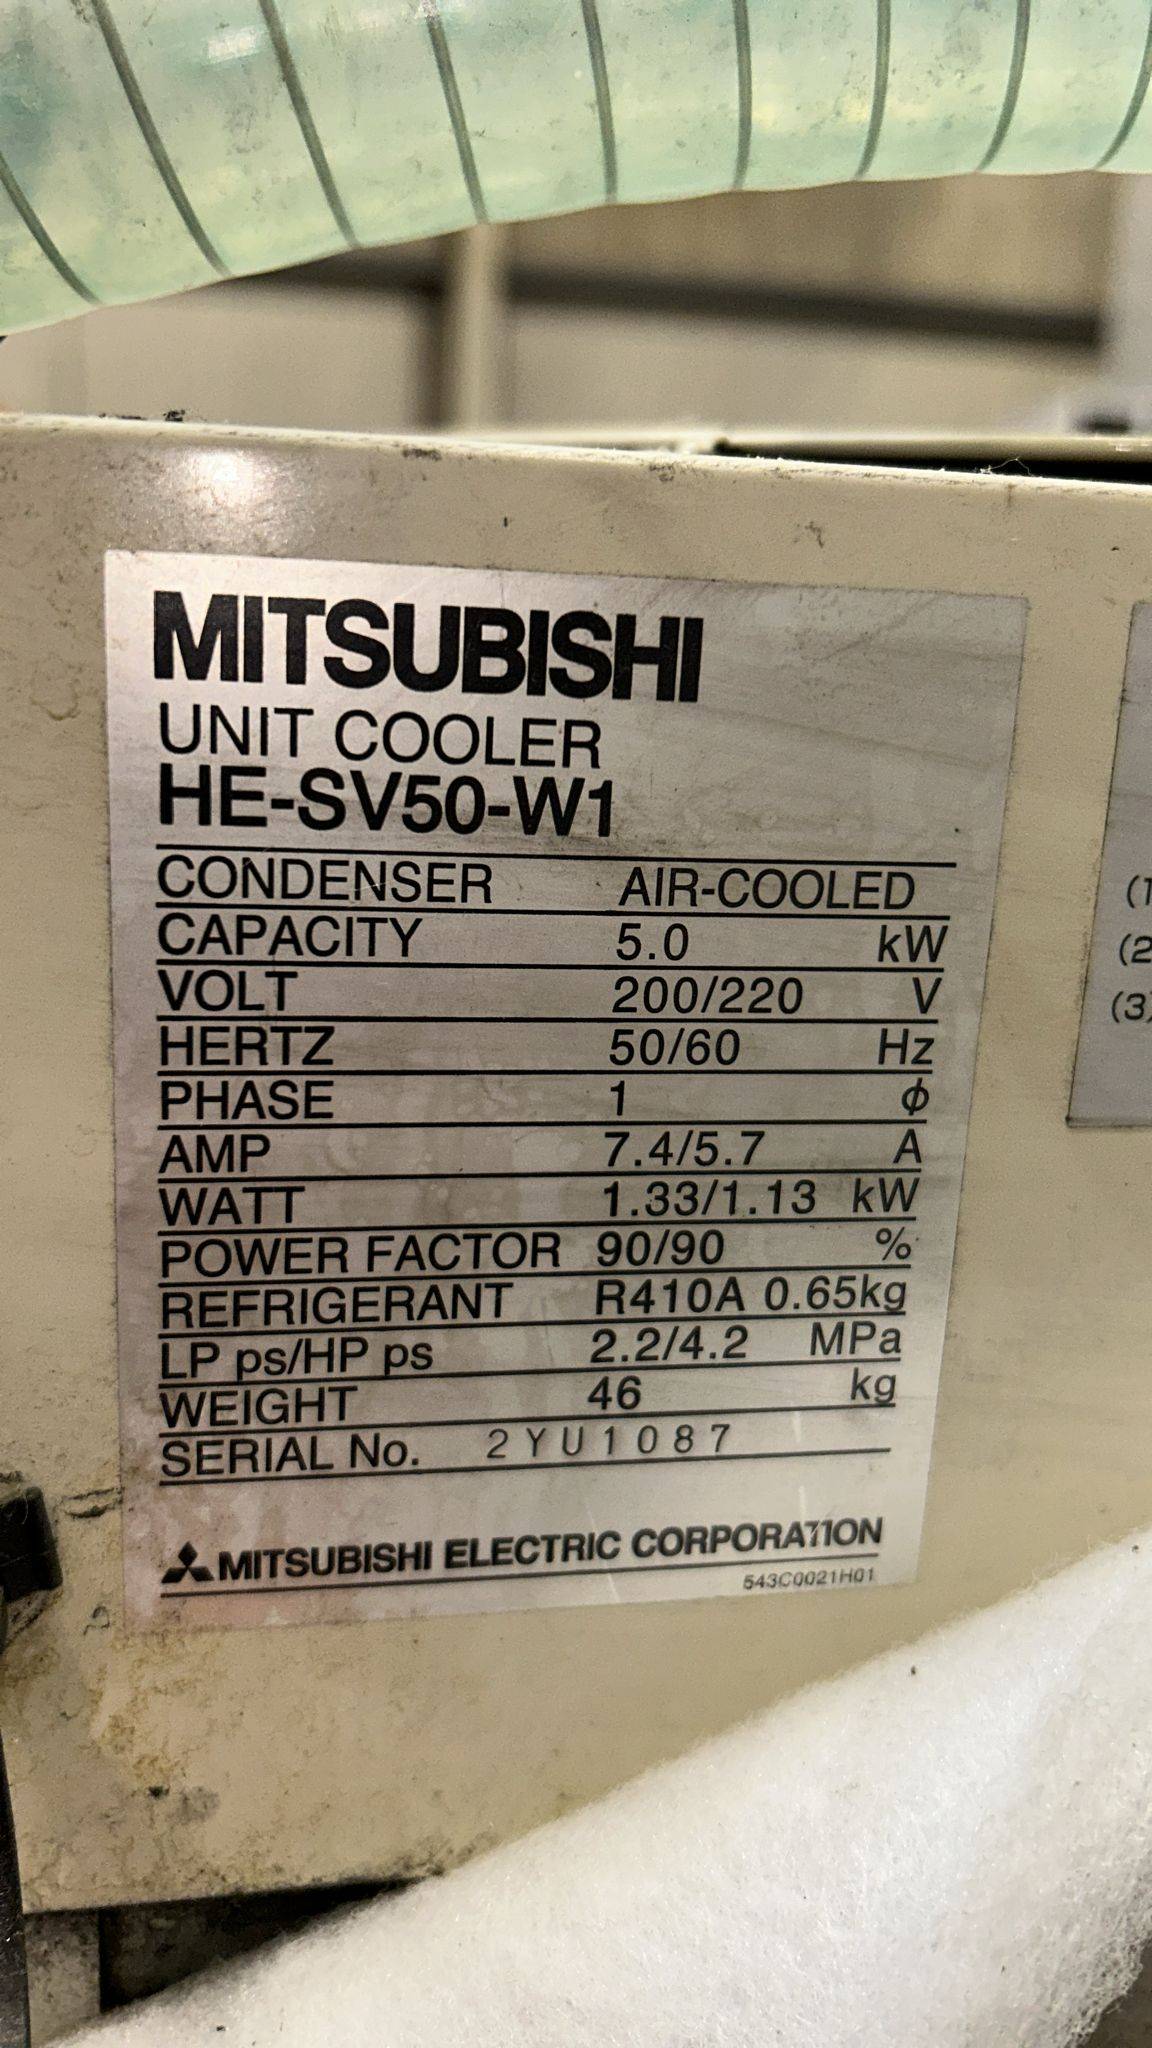 MITSUBISHI
UNIT COOLER
HE-SV50-W1
CONDENSER AIR-COOLED
CAPACITY 5.0 kW
VOLT 200/220 V
HERTZ 50/60 Hz
PHASE 1 ϕ
AMP 7.4/5.7 A
WATT 1.33/1.13 kW
POWER FACTOR 90/90 %
REFRIGERANT R410A 0.65kg
LP ps/HP ps 2.2/4.2 MPa
WEIGHT 46 kg
SERIAL No. 2YU1087
MITSUBISHI ELECTRIC CORPORATION
543C0021H01
(1
(2
(3)